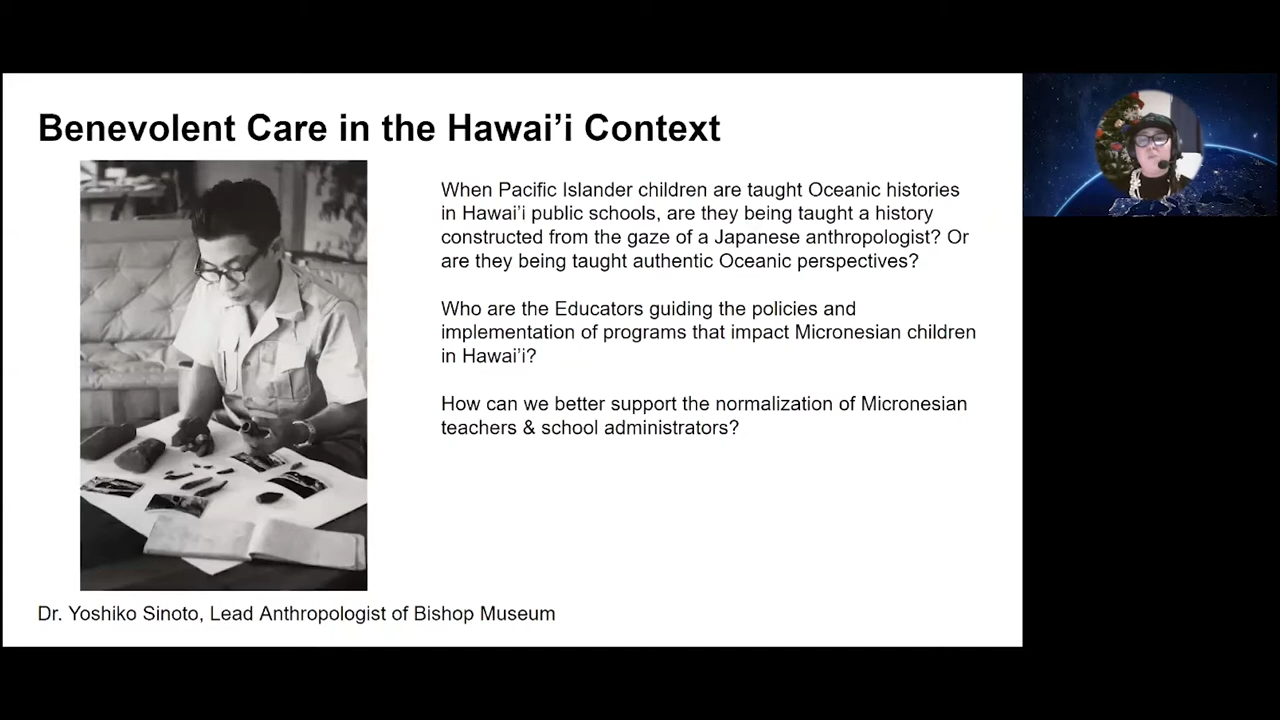 Benevolent Care in the Hawai’i Context
When Pacific Islander children are taught Oceanic histories
in Hawai’i public schools, are they being taught a history
constructed from the gaze of a Japanese anthropologist? Or
are they being taught authentic Oceanic perspectives?
Who are the Educators guiding the policies and
implementation of programs that impact Micronesian children
in Hawai’i?
How can we better support the normalization of Micronesian
teachers & school administrators?
Dr. Yoshiko Sinoto, Lead Anthropologist of Bishop Museum